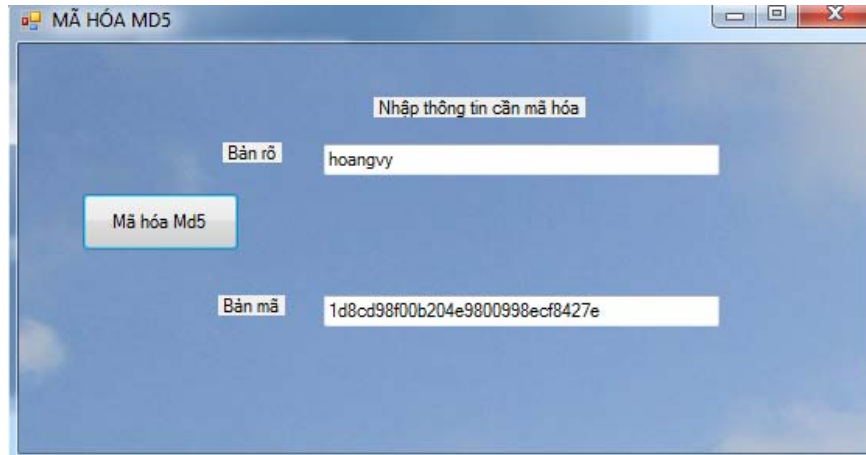 MÃ HÓA MD5
Nhập thông tin cần mã hóa
Bản rõ
hoangvy
Mã hóa Md5
Bản mã
1d8cd98f00b204e9800998ecf8427e